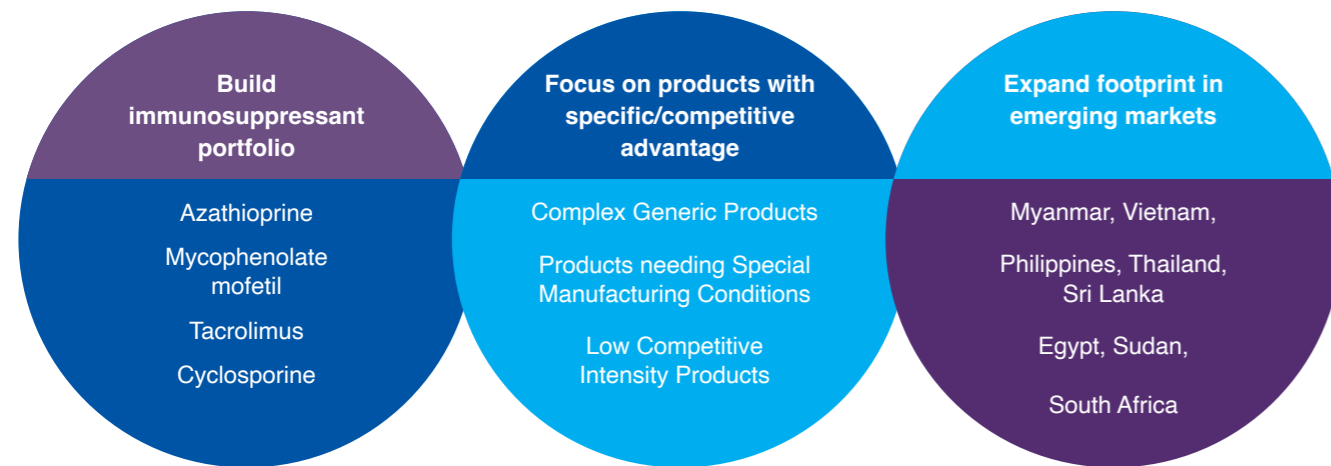 Build
immunosuppressant
portfolio
Azathioprine
Mycophenolate
mofetil
Tacrolimus
Cyclosporine
Focus on products with
specific/competitive
advantage
Complex Generic Products
Products needing Special
Manufacturing Conditions
Low Competitive
Intensity Products
Expand footprint in
emerging markets
Myanmar, Vietnam,
Philippines, Thailand,
Sri Lanka
Egypt, Sudan,
South Africa